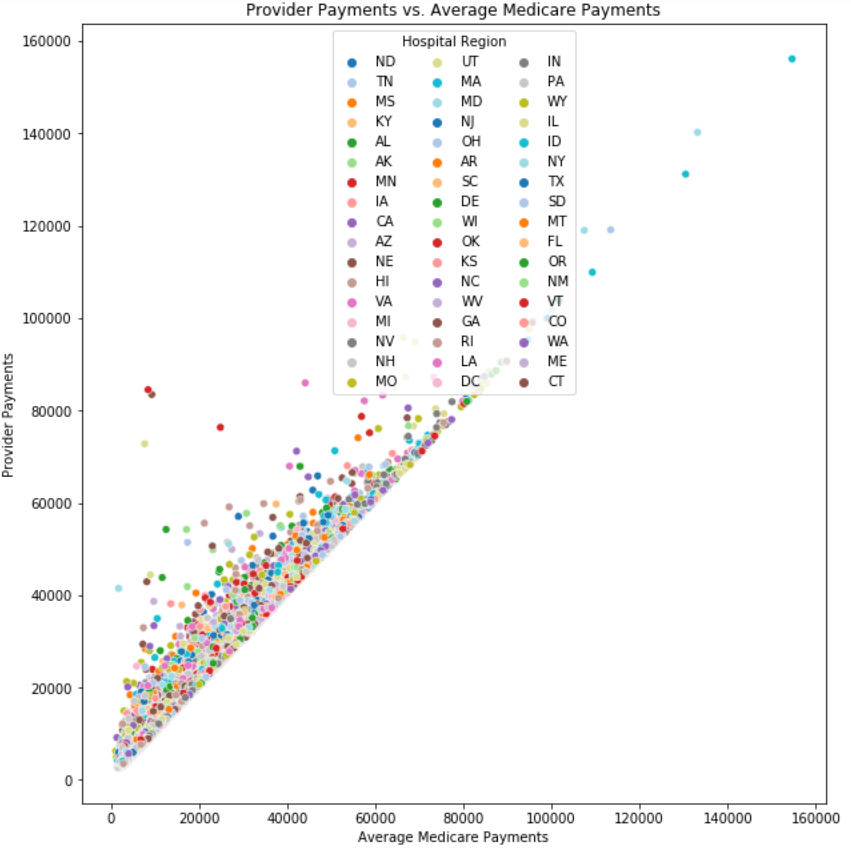 Provider Payments vs. Average Medicare Payments
160000
140000
120000
100000
80000
60000
40000
20000
0
Provider Payments
Hospital Region
ND UT IN
TN MA PA
MS MD WY
KY NJ IL
AL OH ID
AK AR NY
MN SC TX
IA DE SD
CA WI MT
AZ OK FL
NE KS OR
HI NC NM
VA WV VT
MI GA CO
NV RI WA
NH LA ME
MO DC CT
0 20000 40000 60000 80000 100000 120000 140000 160000
Average Medicare Payments